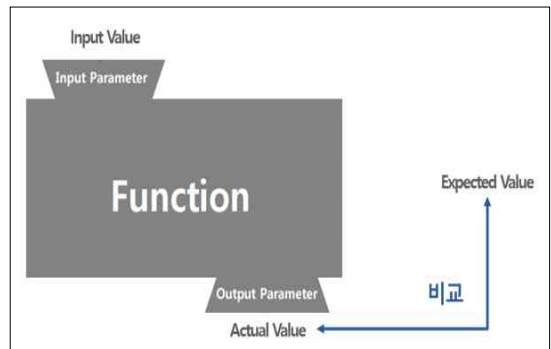 Input Value
Input Parameter
Function
Expected Value
Output Parameter
비교
Actual Value